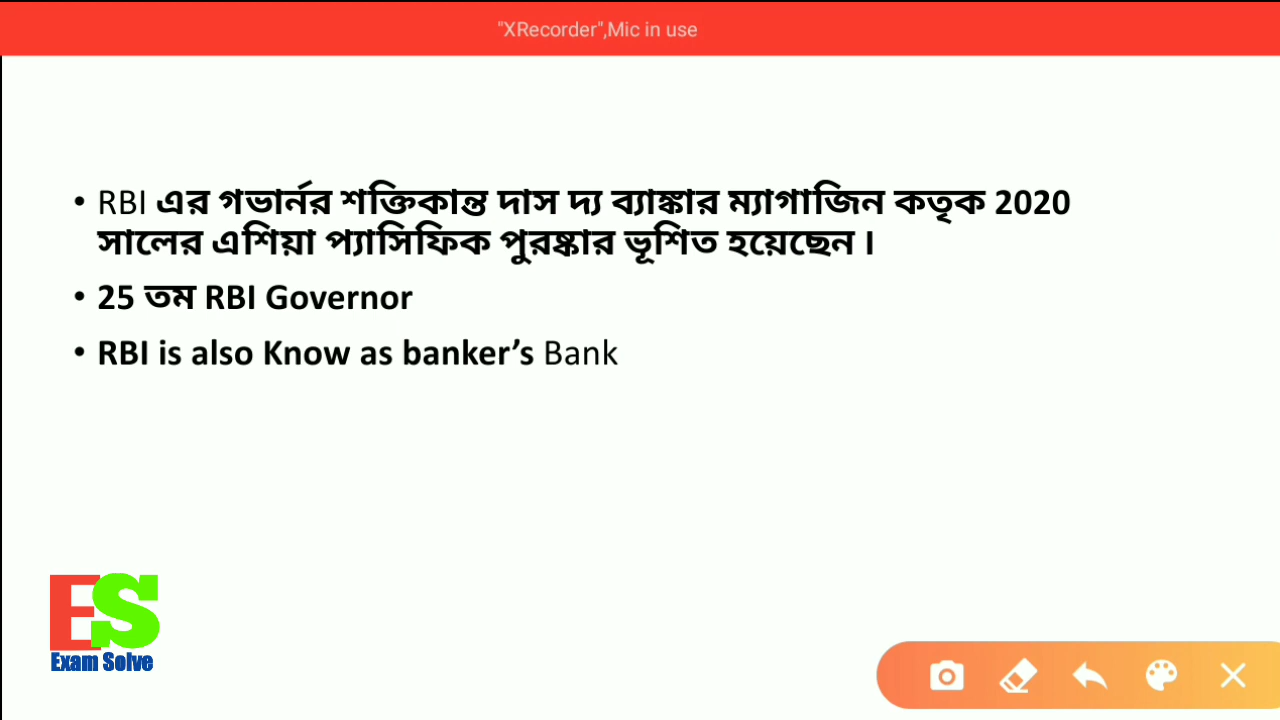 "XRecorder",Mic in use
• RBI এর গভার্নর শক্তিকান্ত দাস দ্য ব্যাঙ্কার ম্যাগাজিন কতৃক 2020
সালের এশিয়া প্যাসিফিক পুরষ্কার ভূশিত হয়েছেন ।
• 25 তম RBI Governor
• RBI is also Know as banker’s Bank
ES
Exam Solve